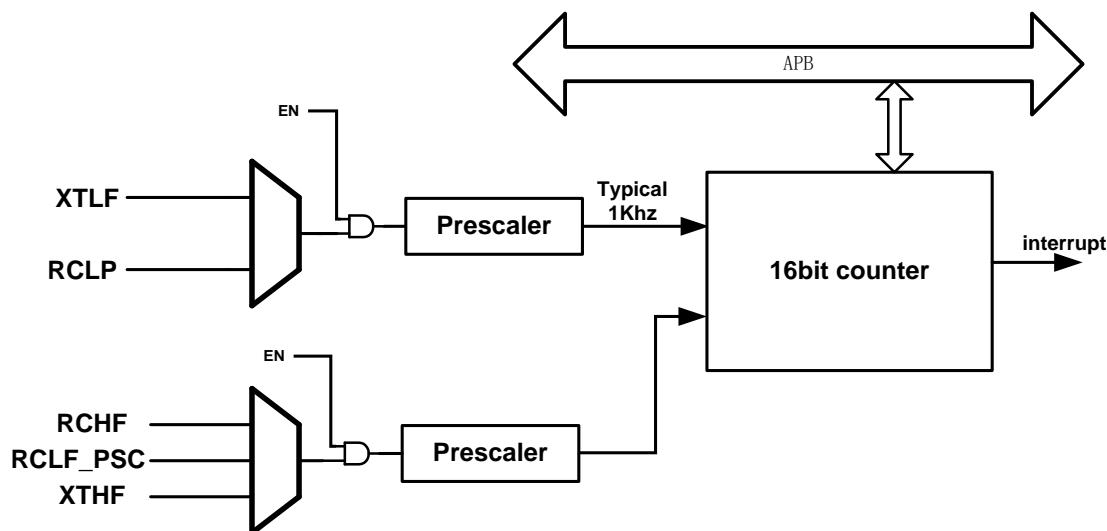 APB
EN
XTLF
RCLP
Prescaler
Typical
1Khz
16bit counter
interrupt
EN
RCHF
RCLF_PSC
XTHF
Prescaler